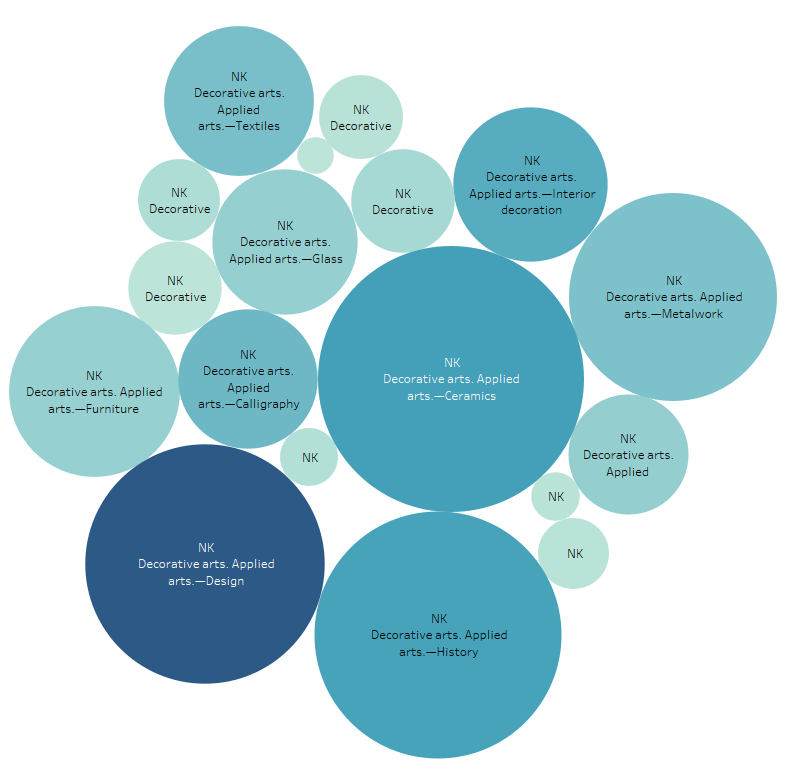 NK
Decorative arts.
Applied
arts.—Textiles
NK
Decorative
NK
Decorative arts.
Applied arts.—Interior
decoration
NK
Decorative
NK
Decorative
NK
Decorative arts.
Applied arts.—Glass
NK
Decorative
NK
Decorative arts. Applied
arts.—Metalwork
NK
Decorative arts. Applied
arts.—Furniture
NK
Decorative arts.
Applied
arts.—Calligraphy
NK
Decorative arts. Applied
arts.—Ceramics
NK
Decorative arts.
Applied
NK
NK
NK
NK
Decorative arts. Applied
arts.—Design
NK
Decorative arts. Applied
arts.—History